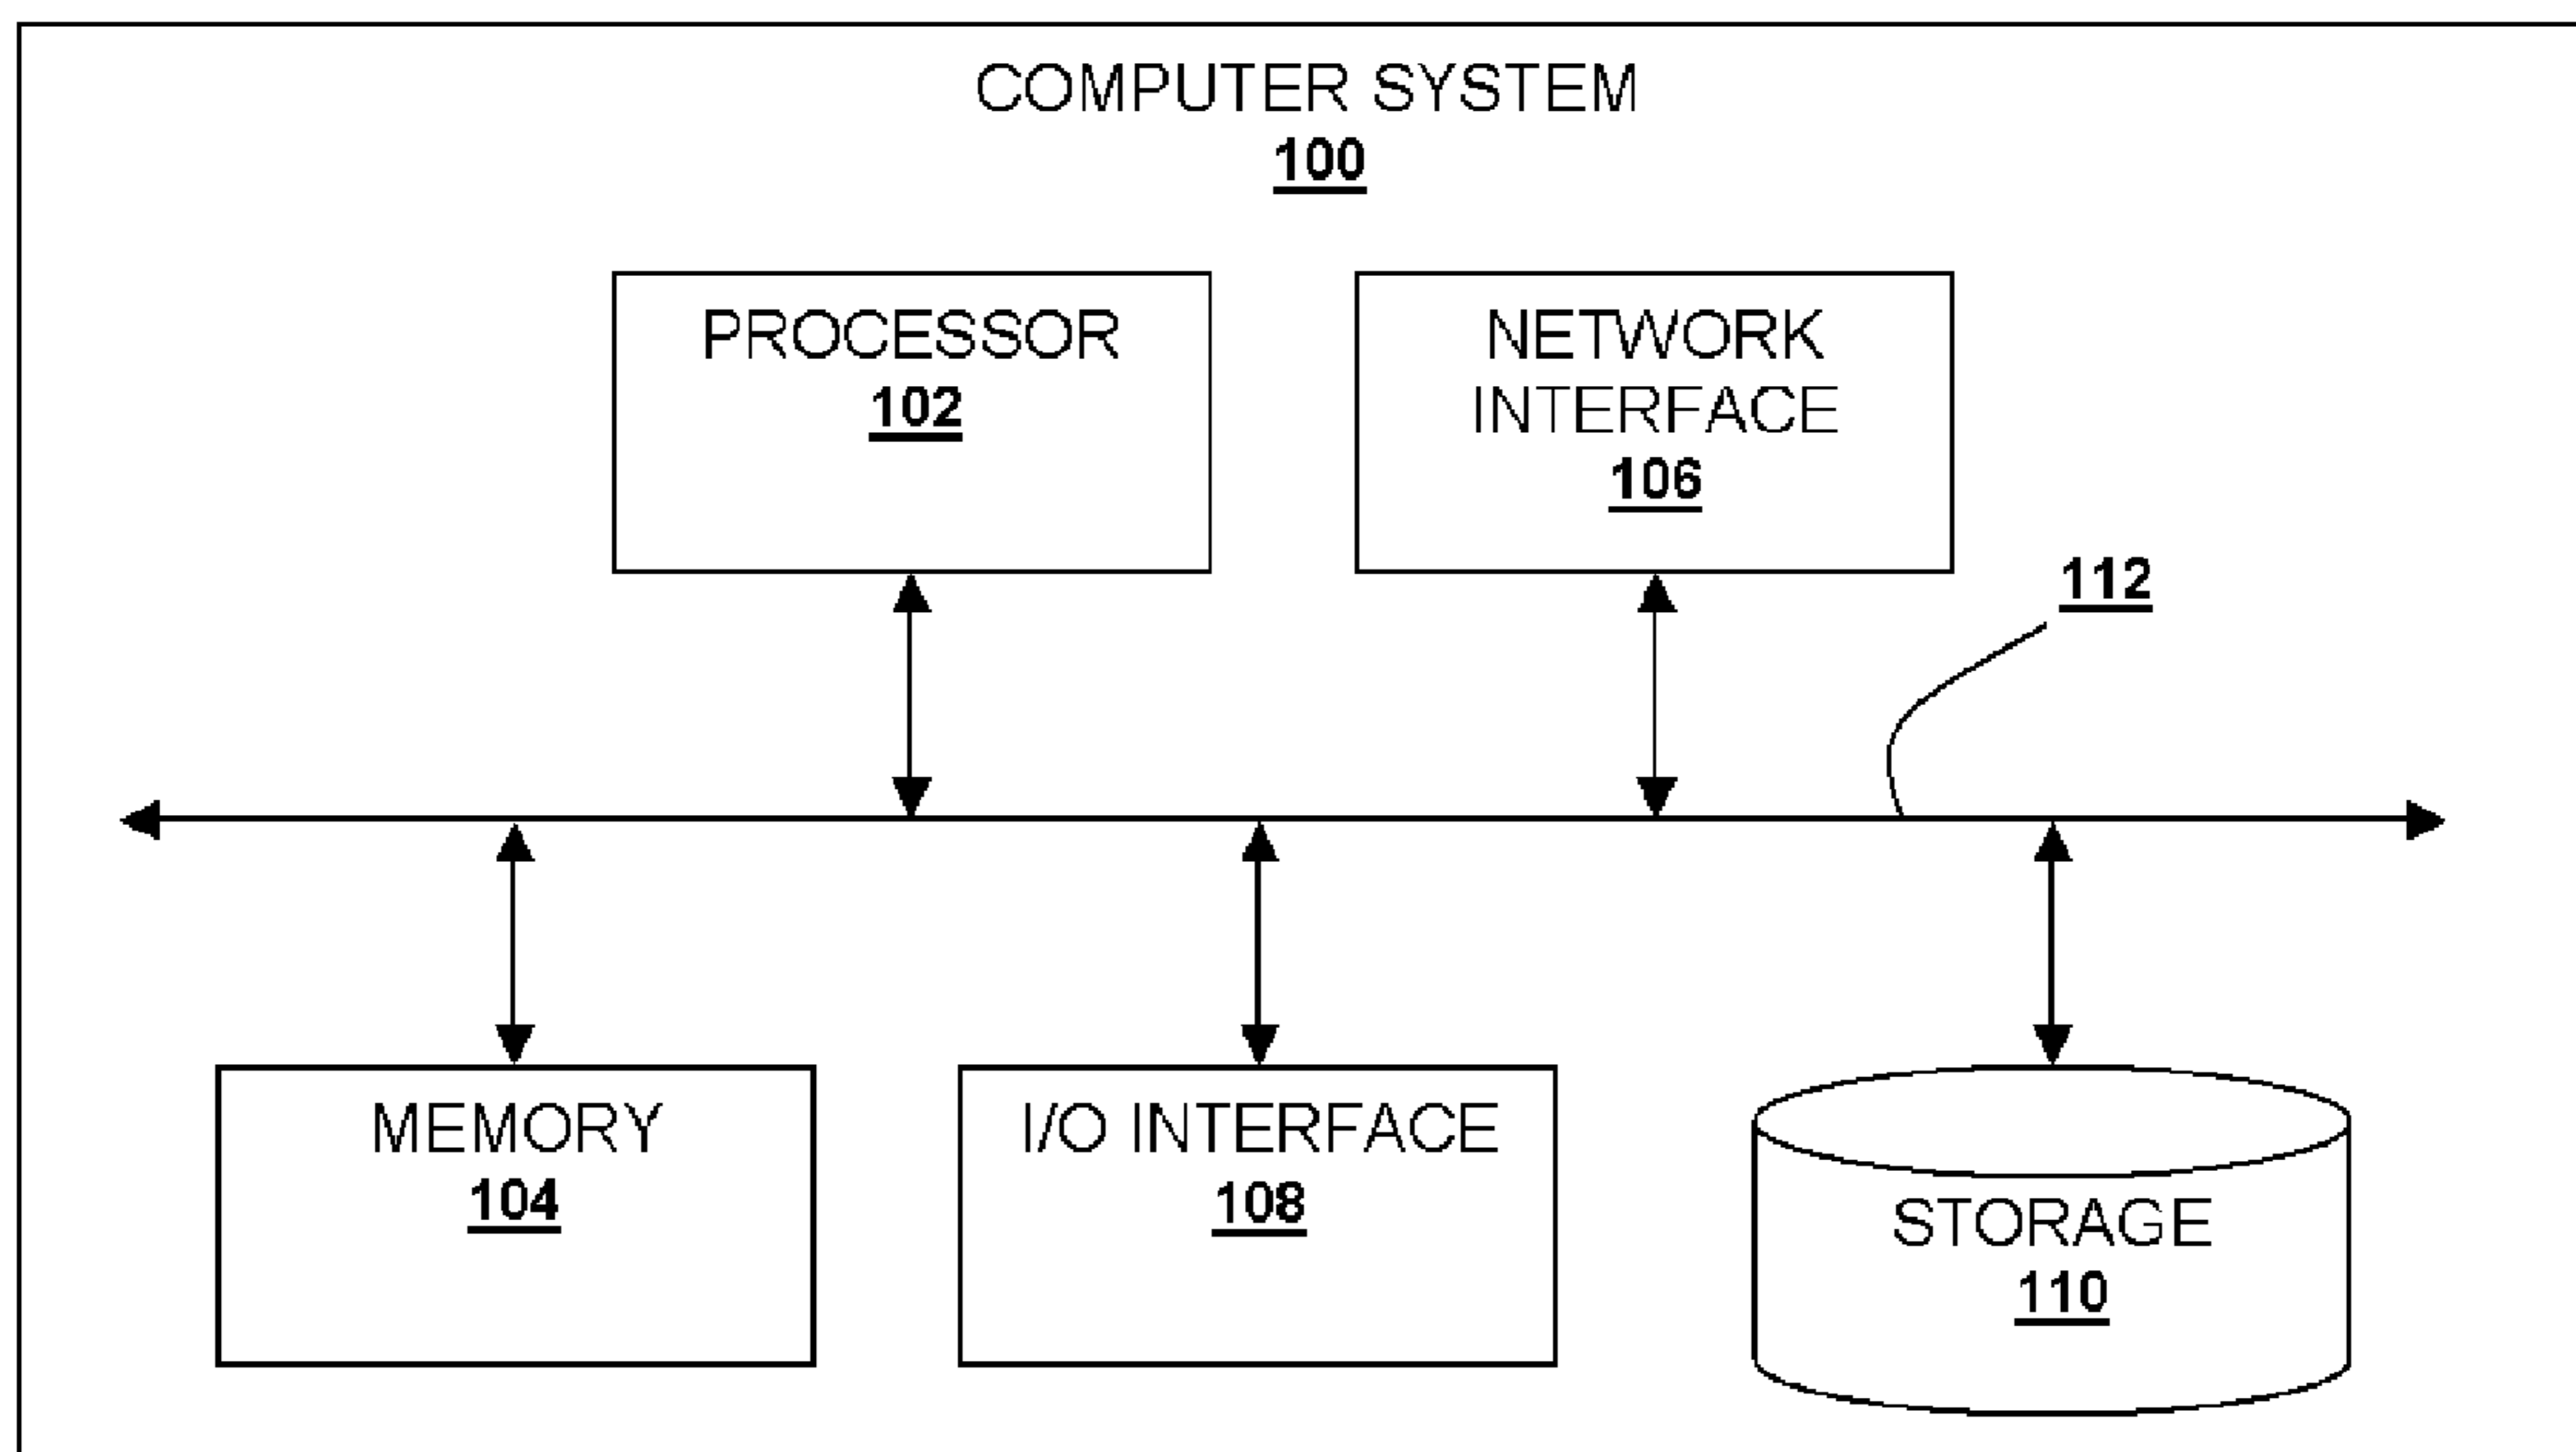 COMPUTER SYSTEM
100
PROCESSOR
102
NETWORK
INTERFACE
106
112
MEMORY
104
I/O INTERFACE
108
STORAGE
110